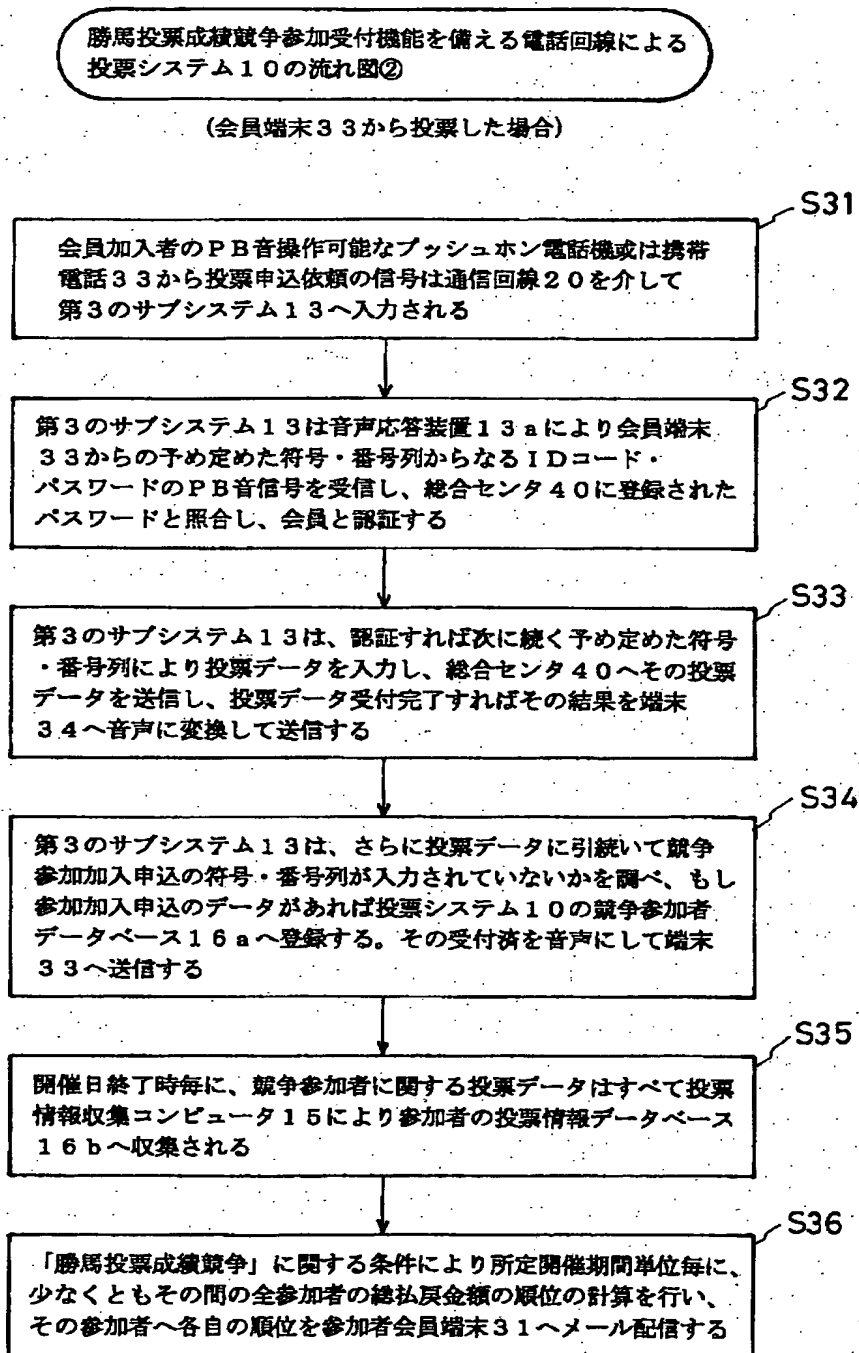 勝馬投票成績競争参加受付機能を備える電話回線による
投票システム10の流れ図②
(会員端末33から投票した場合)
S31
会員加入者のPB音操作可能なプッシュホン電話機或は携帯
電話33から投票申込依頼の信号は通信回線20を介して
第3のサブシステム13へ入力される
S32
第3のサブシステム13は音声応答装置13aにより会員端末
33からの予め定めた符号・番号列からなるIDコード・
パスワードのPB音信号を受信し、総合センタ40に登録された
パスワードと照合し、会員と認証する
S33
第3のサブシステム13は、認証すれば次に続く予め定めた符号
・番号列により投票データを入力し、総合センタ40へその投票
データを送信し、投票データ受付完了すればその結果を端末
34へ音声に変換して送信する
S34
第3のサブシステム13は、さらに投票データに引続いて競争
参加加入申込の符号・番号列が入力されていないかを調べ、もし
参加加入申込のデータがあれば投票システム10の競争参加者
データベース16aへ登録する。その受付済を音声にして端末
33へ送信する
S35
開催日終了時毎に、競争参加者に関する投票データはすべて投票
情報収集コンピュータ15により参加者の投票情報データベース
16bへ収集される
S36
「勝馬投票成績競争」に関する条件により所定開催期間単位毎に、
少なくともその間の全参加者の総払戻金額の順位の計算を行い、
その参加者へ各自の順位を参加者会員端末31へメール配信する